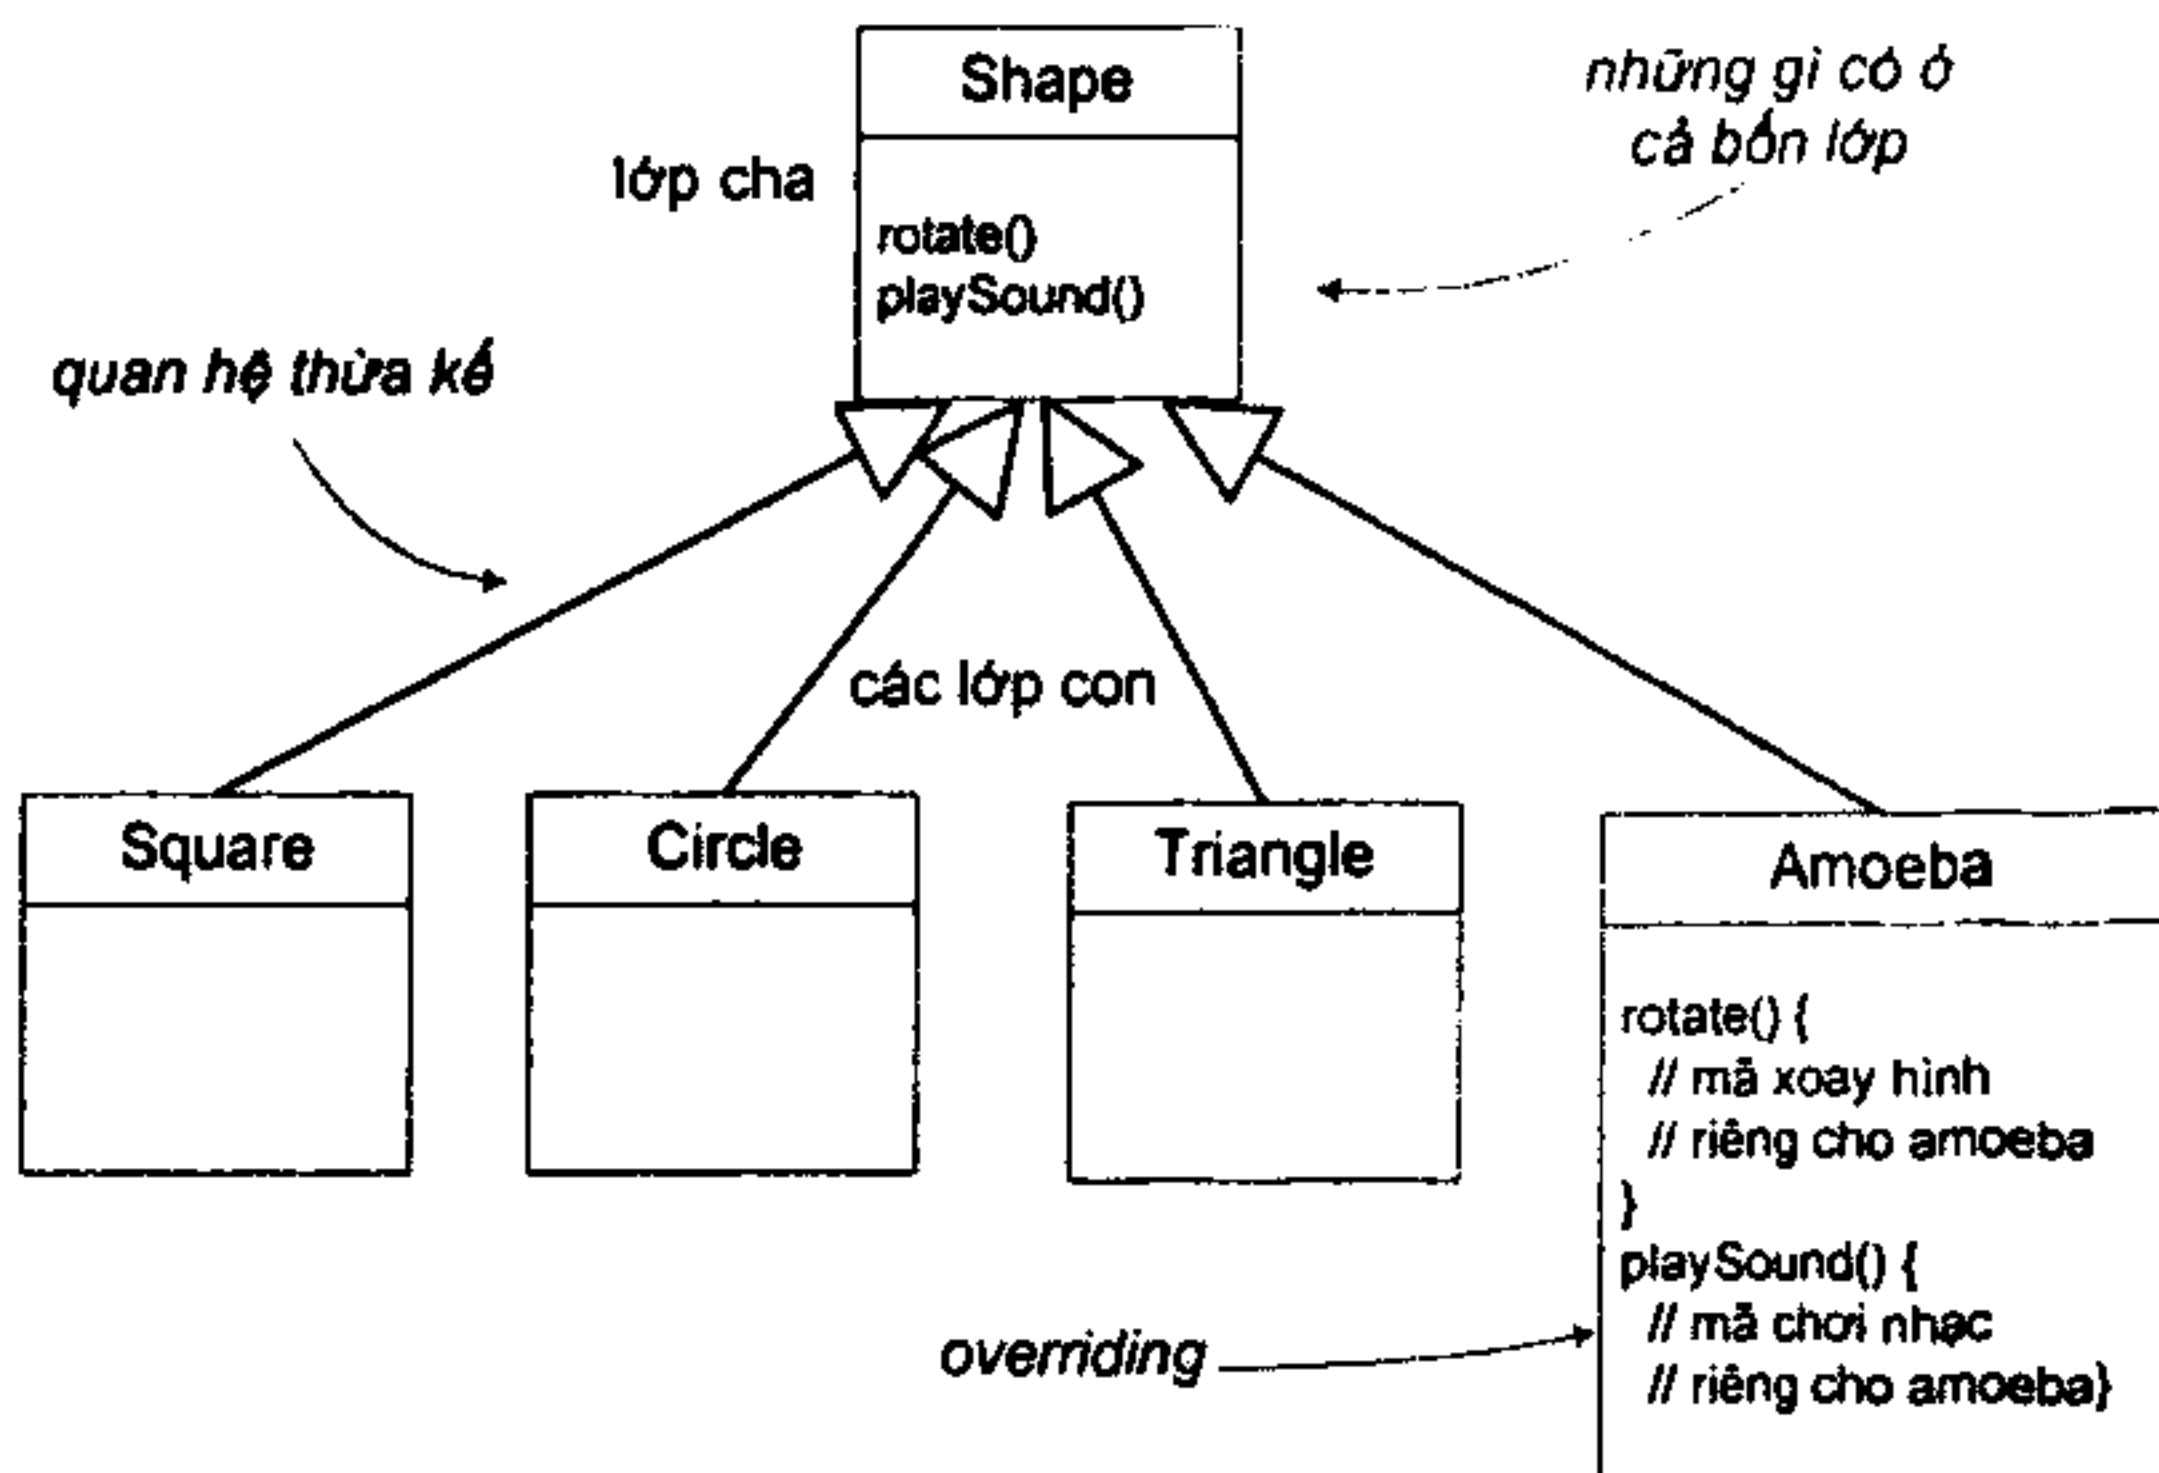 Shape
những gì có ở
cả bốn lớp
lớp cha
rotate()
playSound()
quan hệ thừa kế
các lớp con
Square
Circle
Triangle
Amoeba
rotate() {
// mã xoay hình
// riêng cho amoeba
}
playSound() {
// mã chơi nhạc
// riêng cho amoeba}
overriding